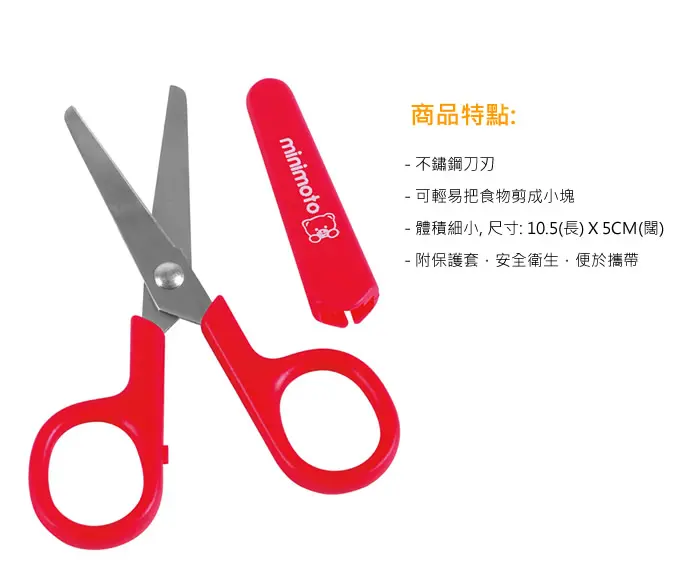 minimoto
商品特點:
- 不鏽鋼刀刃
- 可輕易把食物剪成小塊
- 體積細小, 尺寸: 10.5(長) X 5CM(闊)
- 附保護套．安全衛生．便於攜帶